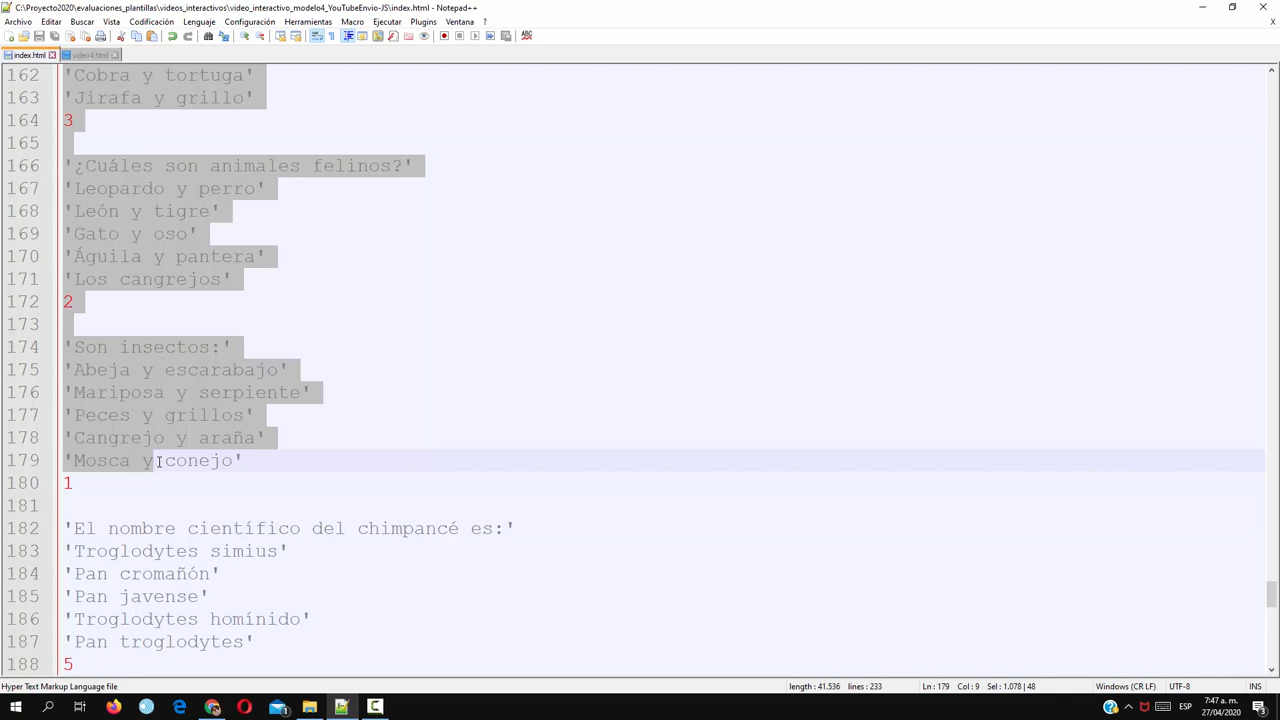 C:\Proyecto2020\evaluaciones_plantillas\videos_interactivo\video_interactivo_modelo4_YouTubeEnvio-JS\index.html - Notepad++
Archivo Editar Buscar Vista Codificación Lenguaje Configuración Herramientas Macro Ejecutar Plugins Ventana ?
index.html video4.html
162 'Cobra y tortuga'
163 'Jirafa y grillo'
164 3
165
166 '¿Cuáles son animales felinos?'
167 'Leopardo y perro'
168 'León y tigre'
169 'Gato y oso'
170 'Águila y pantera'
171 'Los cangrejos'
172 2
173
174 'Son insectos:'
175 'Abeja y escarabajo'
176 'Mariposa y serpiente'
177 'Peces y grillos'
178 'Cangrejo y araña'
179 'Mosca y conejo'
180 1
181
182 'El nombre científico del chimpancé es:'
183 'Troglodytes simius'
184 'Pan cromañón'
185 'Pan javense'
186 'Troglodytes homínido'
187 'Pan troglodytes'
188 5
Hyper Text Markup Language file length : 41.536 lines : 233 Ln : 179 Col : 9 Sel : 1.078 | 48 Windows (CR LF) UTF-8 INS
ESP 7:47 a. m.
27/04/2020